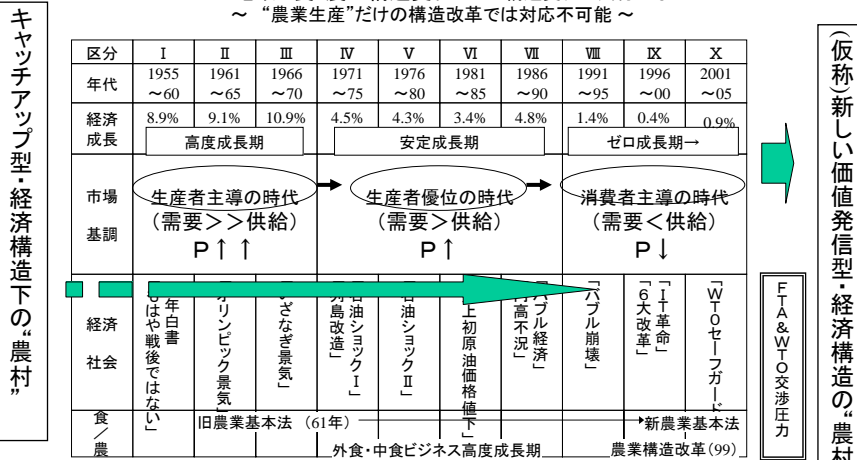 ～ “農業生産”だけの構造改革では対応不可能 ～
キャッチアップ型・経済構造下の“農村”
区分 Ⅰ Ⅱ Ⅲ Ⅳ Ⅴ Ⅵ Ⅶ Ⅷ Ⅸ Ⅹ
年代 1955～60 1961～65 1966～70 1971～75 1976～80 1981～85 1986～90 1991～95 1996～00 2001～05
経済成長 8.9% 9.1% 10.9% 4.5% 4.3% 3.4% 4.8% 1.4% 0.4% 0.9%
高度成長期 安定成長期 ゼロ成長期→
市場基調
生産者主導の時代 生産者優位の時代 消費者主導の時代
(需要＞＞供給) (需要＞供給) (需要＜供給)
Ｐ↑↑ Ｐ↑ Ｐ↓
経済社会
年白書
はや戦後ではない」
オリンピック景気」
いざなぎ景気」
石油ショックⅠ」
列島改造」
石油ショックⅡ」
上初原油価格値下」
バブル経済」
円高不況」
「バブル崩壊」
「ＩＴ革命」
「６大改革」
「ＷＴＯセーフガード
食／農
旧農業基本法 (61年) 新農業基本法
外食・中食ビジネス高度成長期 農業構造改革(99)
ＦＴＡ＆ＷＴＯ交渉圧力
(仮称)新しい価値発信型・経済構造の“農村